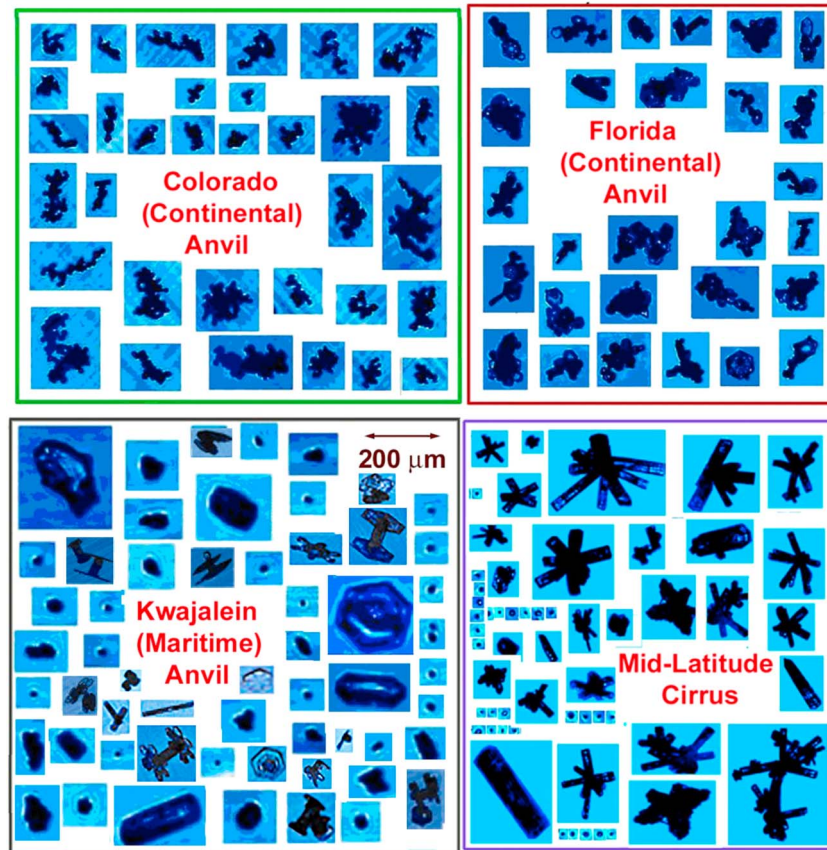 Colorado
(Continental)
Anvil
Florida
(Continental)
Anvil
200 μm
Kwajalein
(Maritime)
Anvil
Mid-Latitude
Cirrus